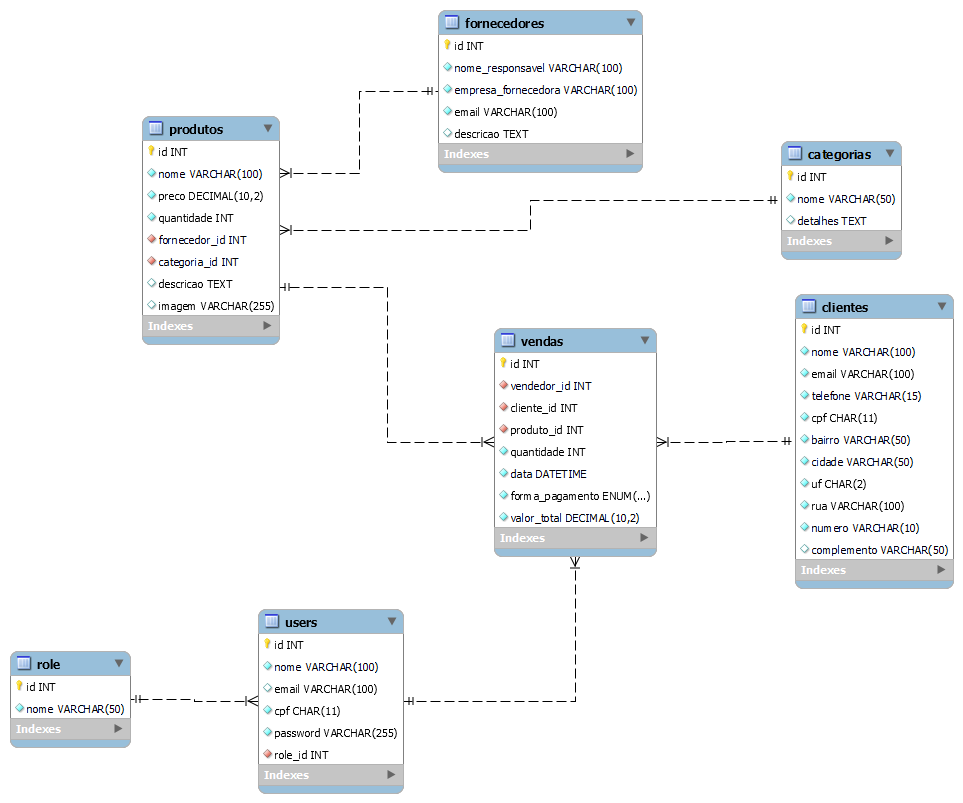 fornecedores
id INT
nome_responsavel VARCHAR(100)
empresa_fornecedora VARCHAR(100)
email VARCHAR(100)
descricao TEXT
Indexes
produtos
id INT
nome VARCHAR(100)
preco DECIMAL(10,2)
quantidade INT
fornecedor_id INT
categoria_id INT
descricao TEXT
imagem VARCHAR(255)
Indexes
categorias
id INT
nome VARCHAR(50)
detalhes TEXT
Indexes
clientes
id INT
nome VARCHAR(100)
email VARCHAR(100)
telefone VARCHAR(15)
cpf CHAR(11)
bairro VARCHAR(50)
cidade VARCHAR(50)
uf CHAR(2)
rua VARCHAR(100)
numero VARCHAR(10)
complemento VARCHAR(50)
Indexes
vendas
id INT
vendedor_id INT
cliente_id INT
produto_id INT
quantidade INT
data DATETIME
forma_pagamento ENUM(...)
valor_total DECIMAL(10,2)
Indexes
users
id INT
nome VARCHAR(100)
email VARCHAR(100)
cpf CHAR(11)
password VARCHAR(255)
role_id INT
Indexes
role
id INT
nome VARCHAR(50)
Indexes